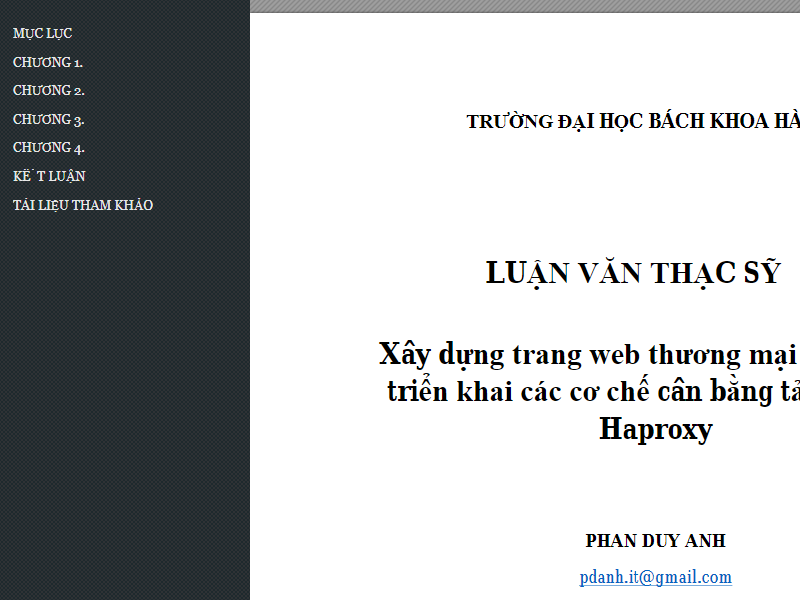 MỤC LỤC
CHƯƠNG 1.
CHƯƠNG 2.
CHƯƠNG 3.
CHƯƠNG 4.
KẾT LUẬN
TÀI LIỆU THAM KHẢO
TRƯỜNG ĐẠI HỌC BÁCH KHOA HÀ
LUẬN VĂN THẠC SỸ
Xây dựng trang web thương mại
triển khai các cơ chế cân bằng tả
Haproxy
PHAN DUY ANH
pdanh.it@gmail.com